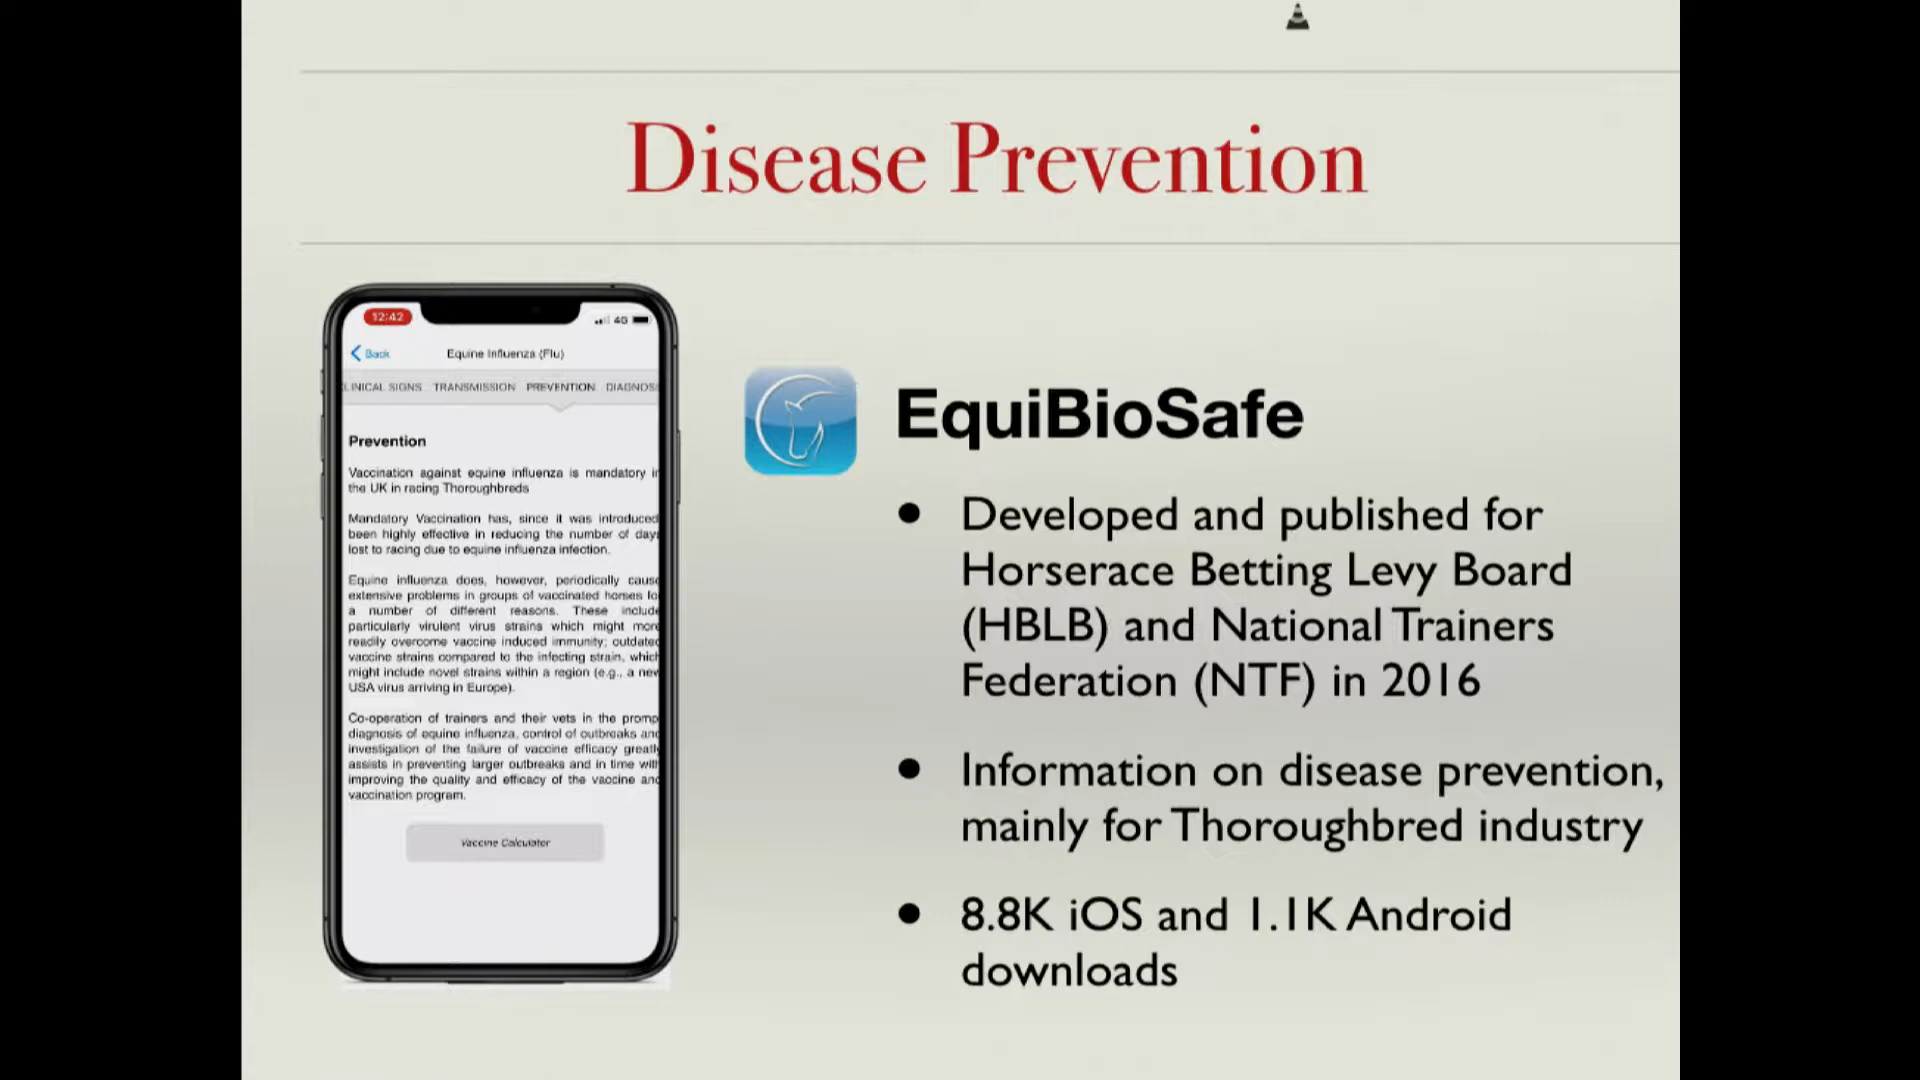 Disease Prevention
12:42
4G
Back
Equine Influenza (Flu)
LINICAL SIGNS TRANSMISSION PREVENTION DIAGNOS
Prevention
Vaccination against equine influenza is mandatory in
the UK in racing Thoroughbreds
Mandatory Vaccination has, since it was introduced
been highly effective in reducing the number of days
lost to racing due to equine influenza infection.
Equine influenza does, however, periodically cause
extensive problems in groups of vaccinated horses fo
a number of different reasons. These include
particularly virulent virus strains which might more
readily overcome vaccine induced immunity; outdated
vaccine strains compared to the infecting strain, which
might include novel strains within a region (e.g., a new
USA virus arriving in Europe).
Co-operation of trainers and their vets in the promp
diagnosis of equine influenza, control of outbreaks and
investigation of the failure of vaccine efficacy greatly
assists in preventing larger outbreaks and in time with
improving the quality and efficacy of the vaccine and
vaccination program.
Vaccine Calculator
EquiBioSafe
• Developed and published for
Horserace Betting Levy Board
(HBLB) and National Trainers
Federation (NTF) in 2016
• Information on disease prevention,
mainly for Thoroughbred industry
• 8.8K iOS and 1.1K Android
downloads